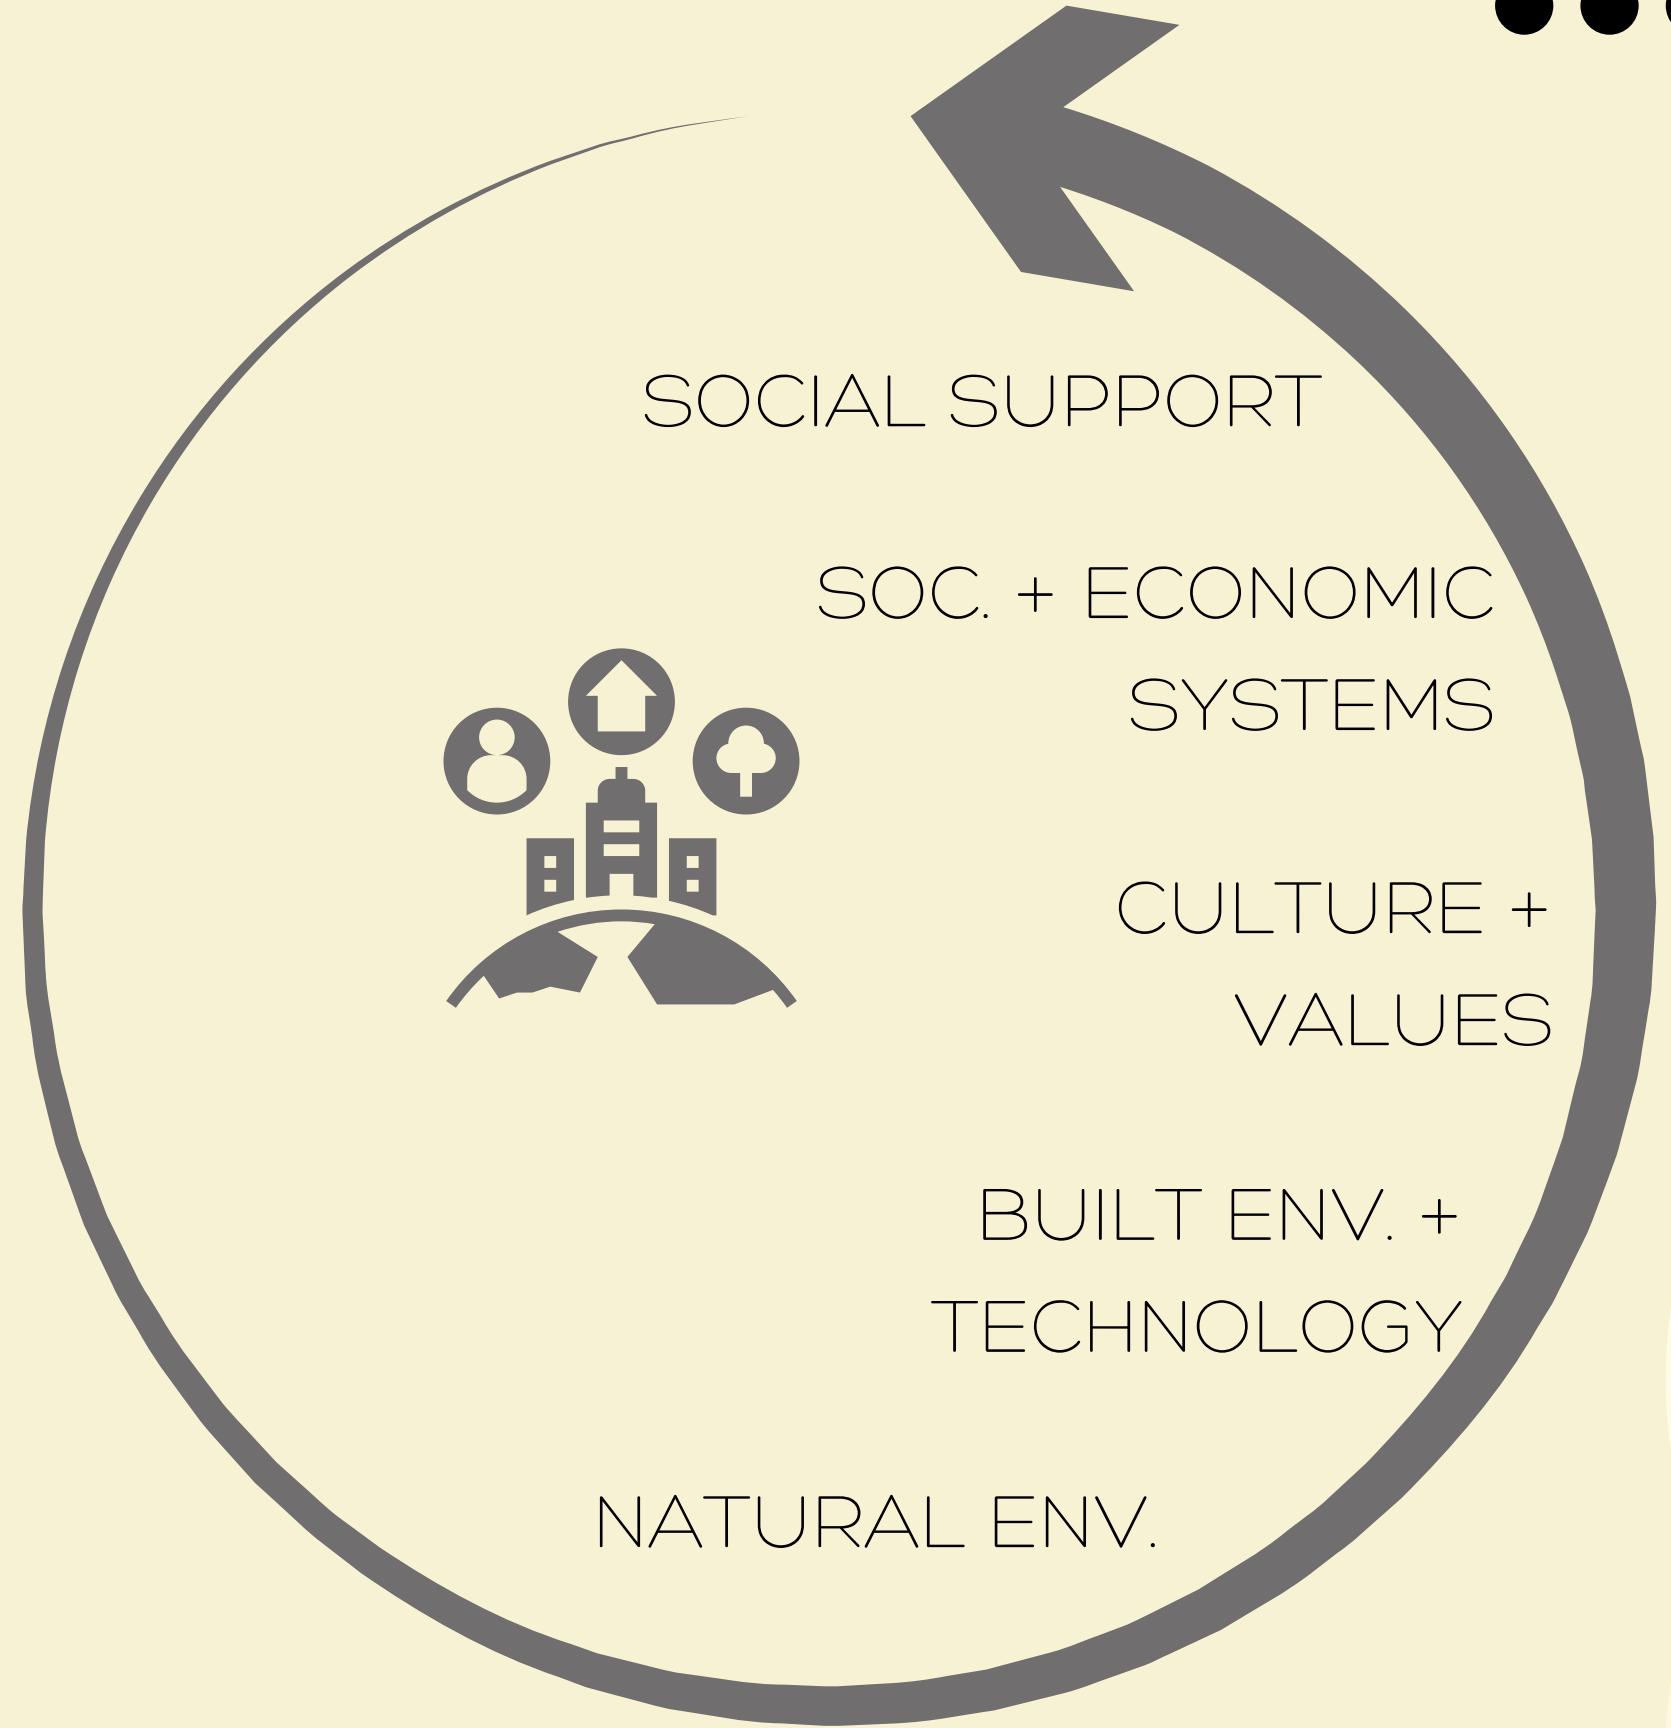 SOCIAL SUPPORT
SOC. + ECONOMIC
SYSTEMS
CULTURE +
VALUES
BUILT ENV. +
TECHNOLOGY
NATURAL ENV.